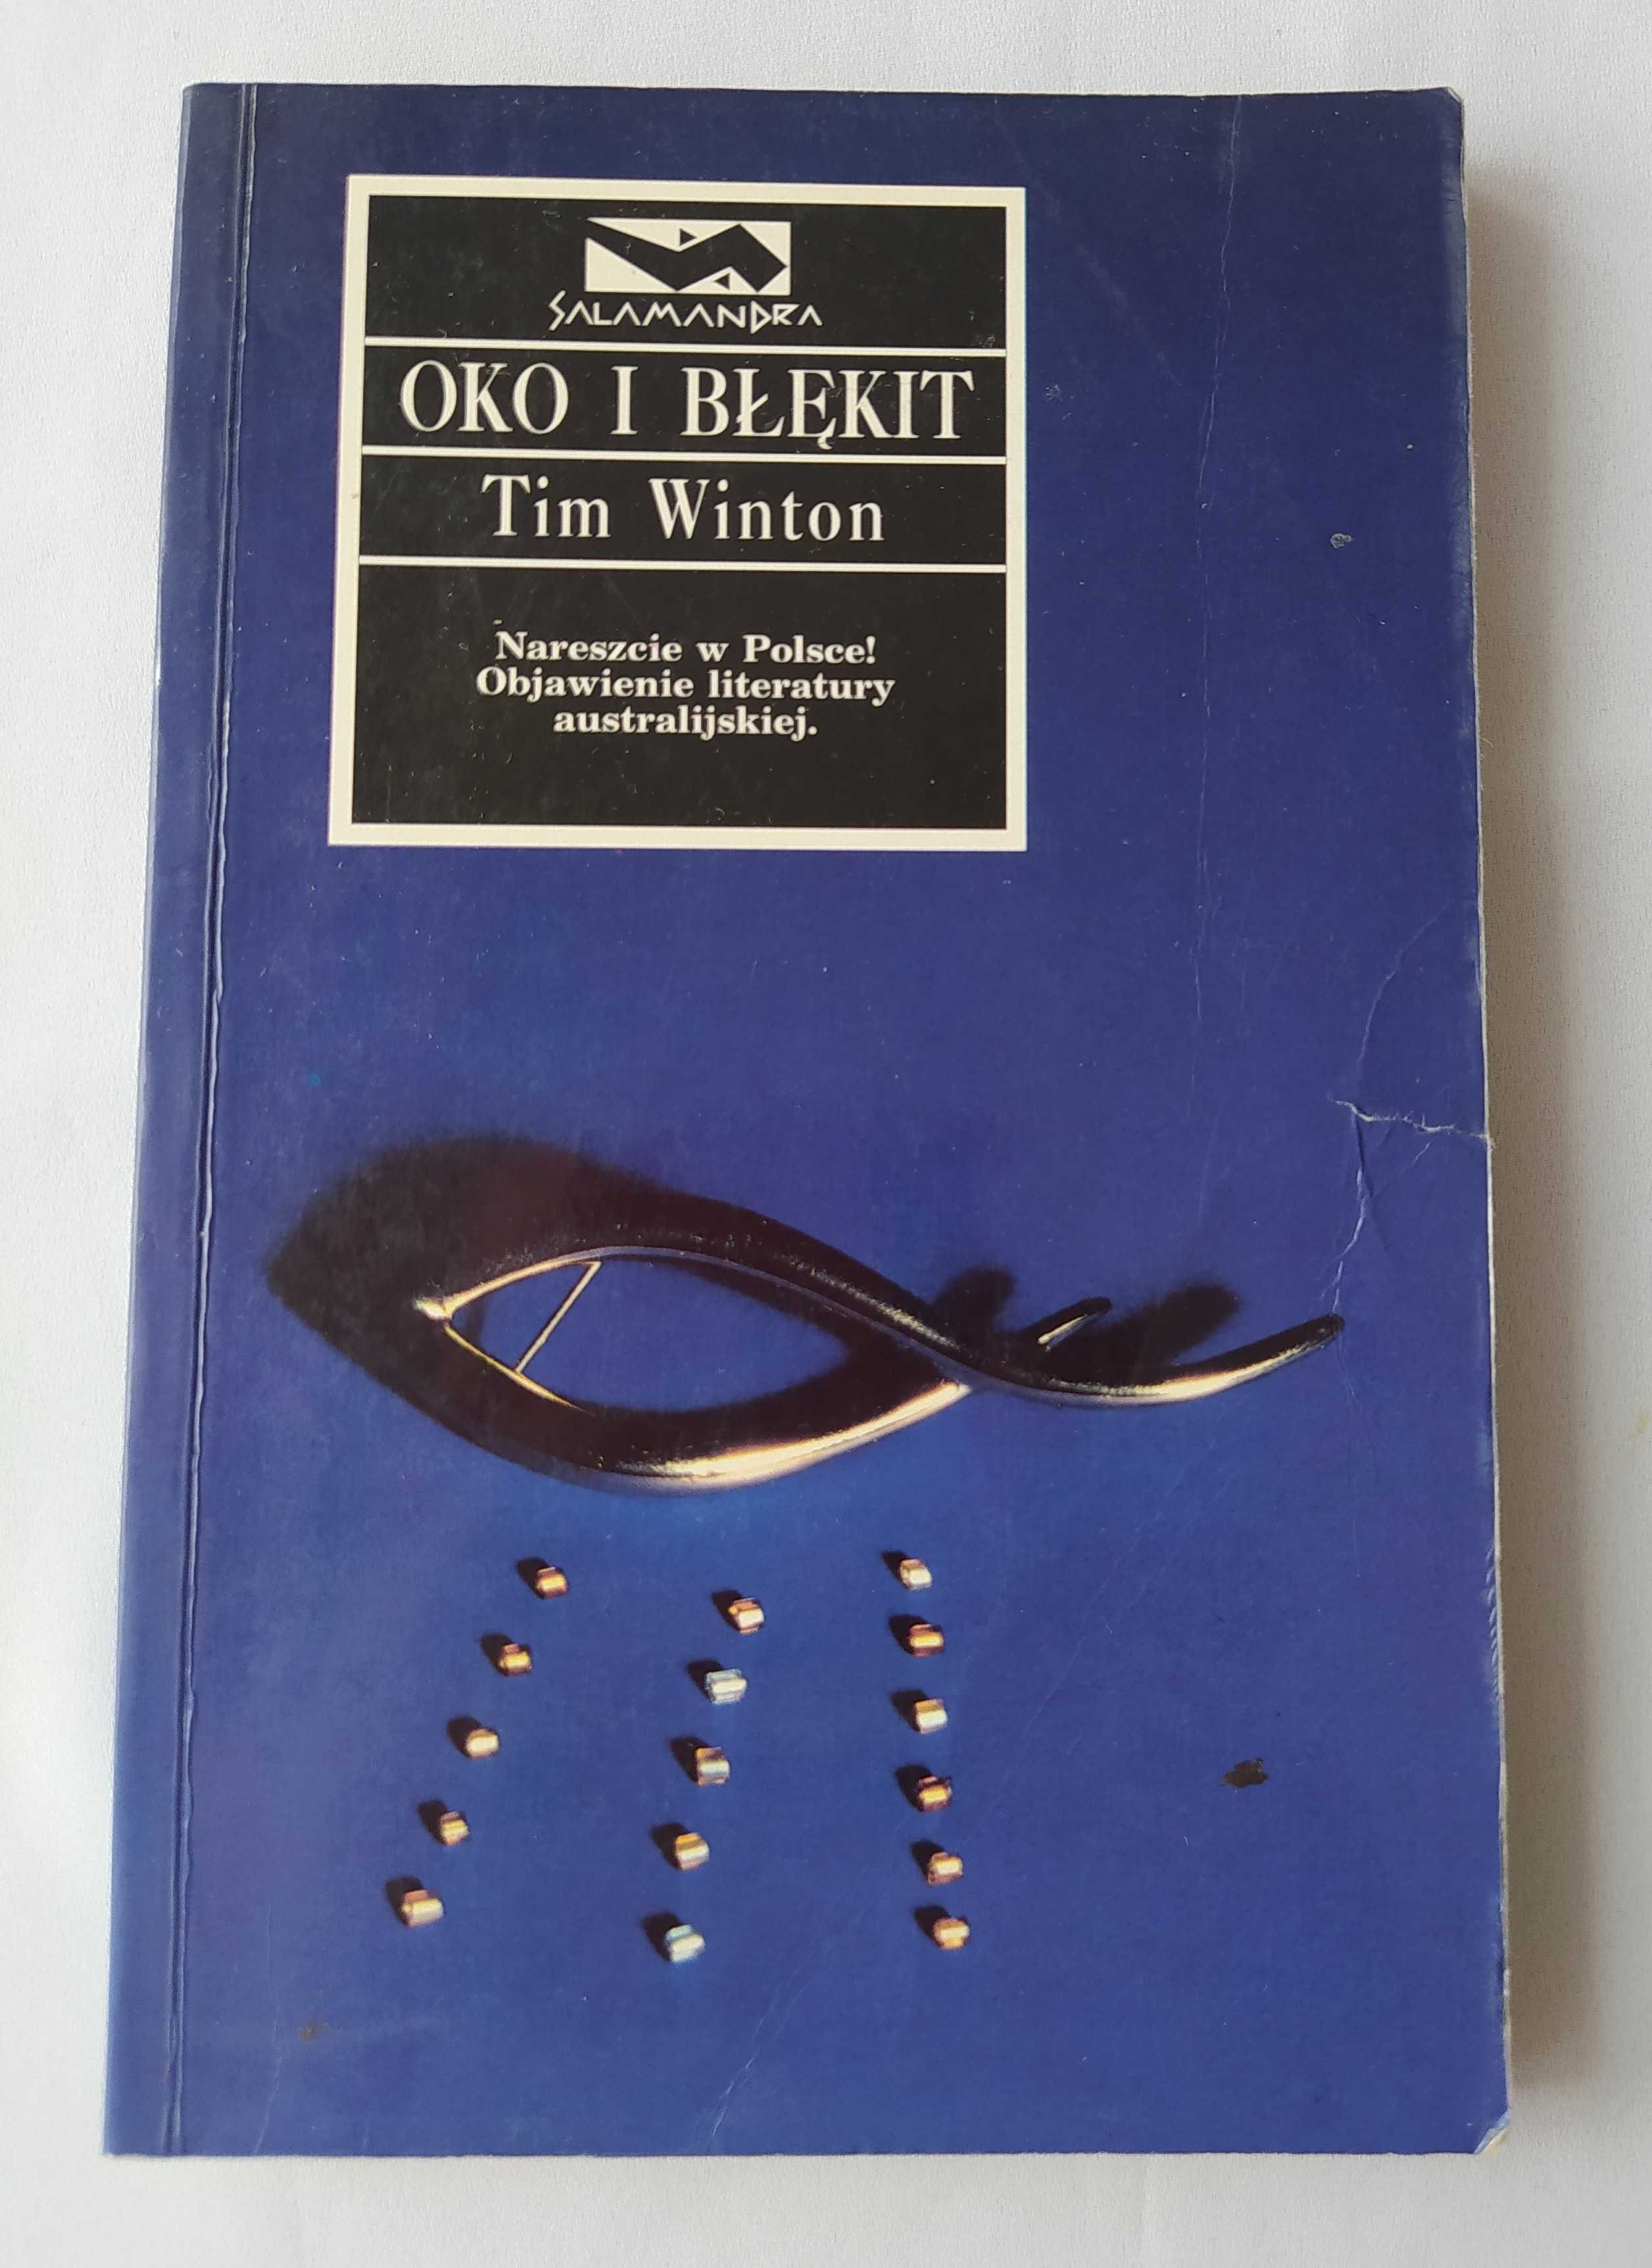 SALAMANDRA
OKO I BŁĘKIT
Tim Winton
Nareszcie w Polsce!
Objawienie literatury
australijskiej.